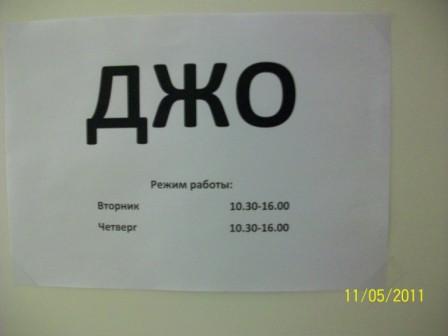 ДЖО
Режим работы:
Вторник 10.30-16.00
Четверг 10.30-16.00
11/05/2011